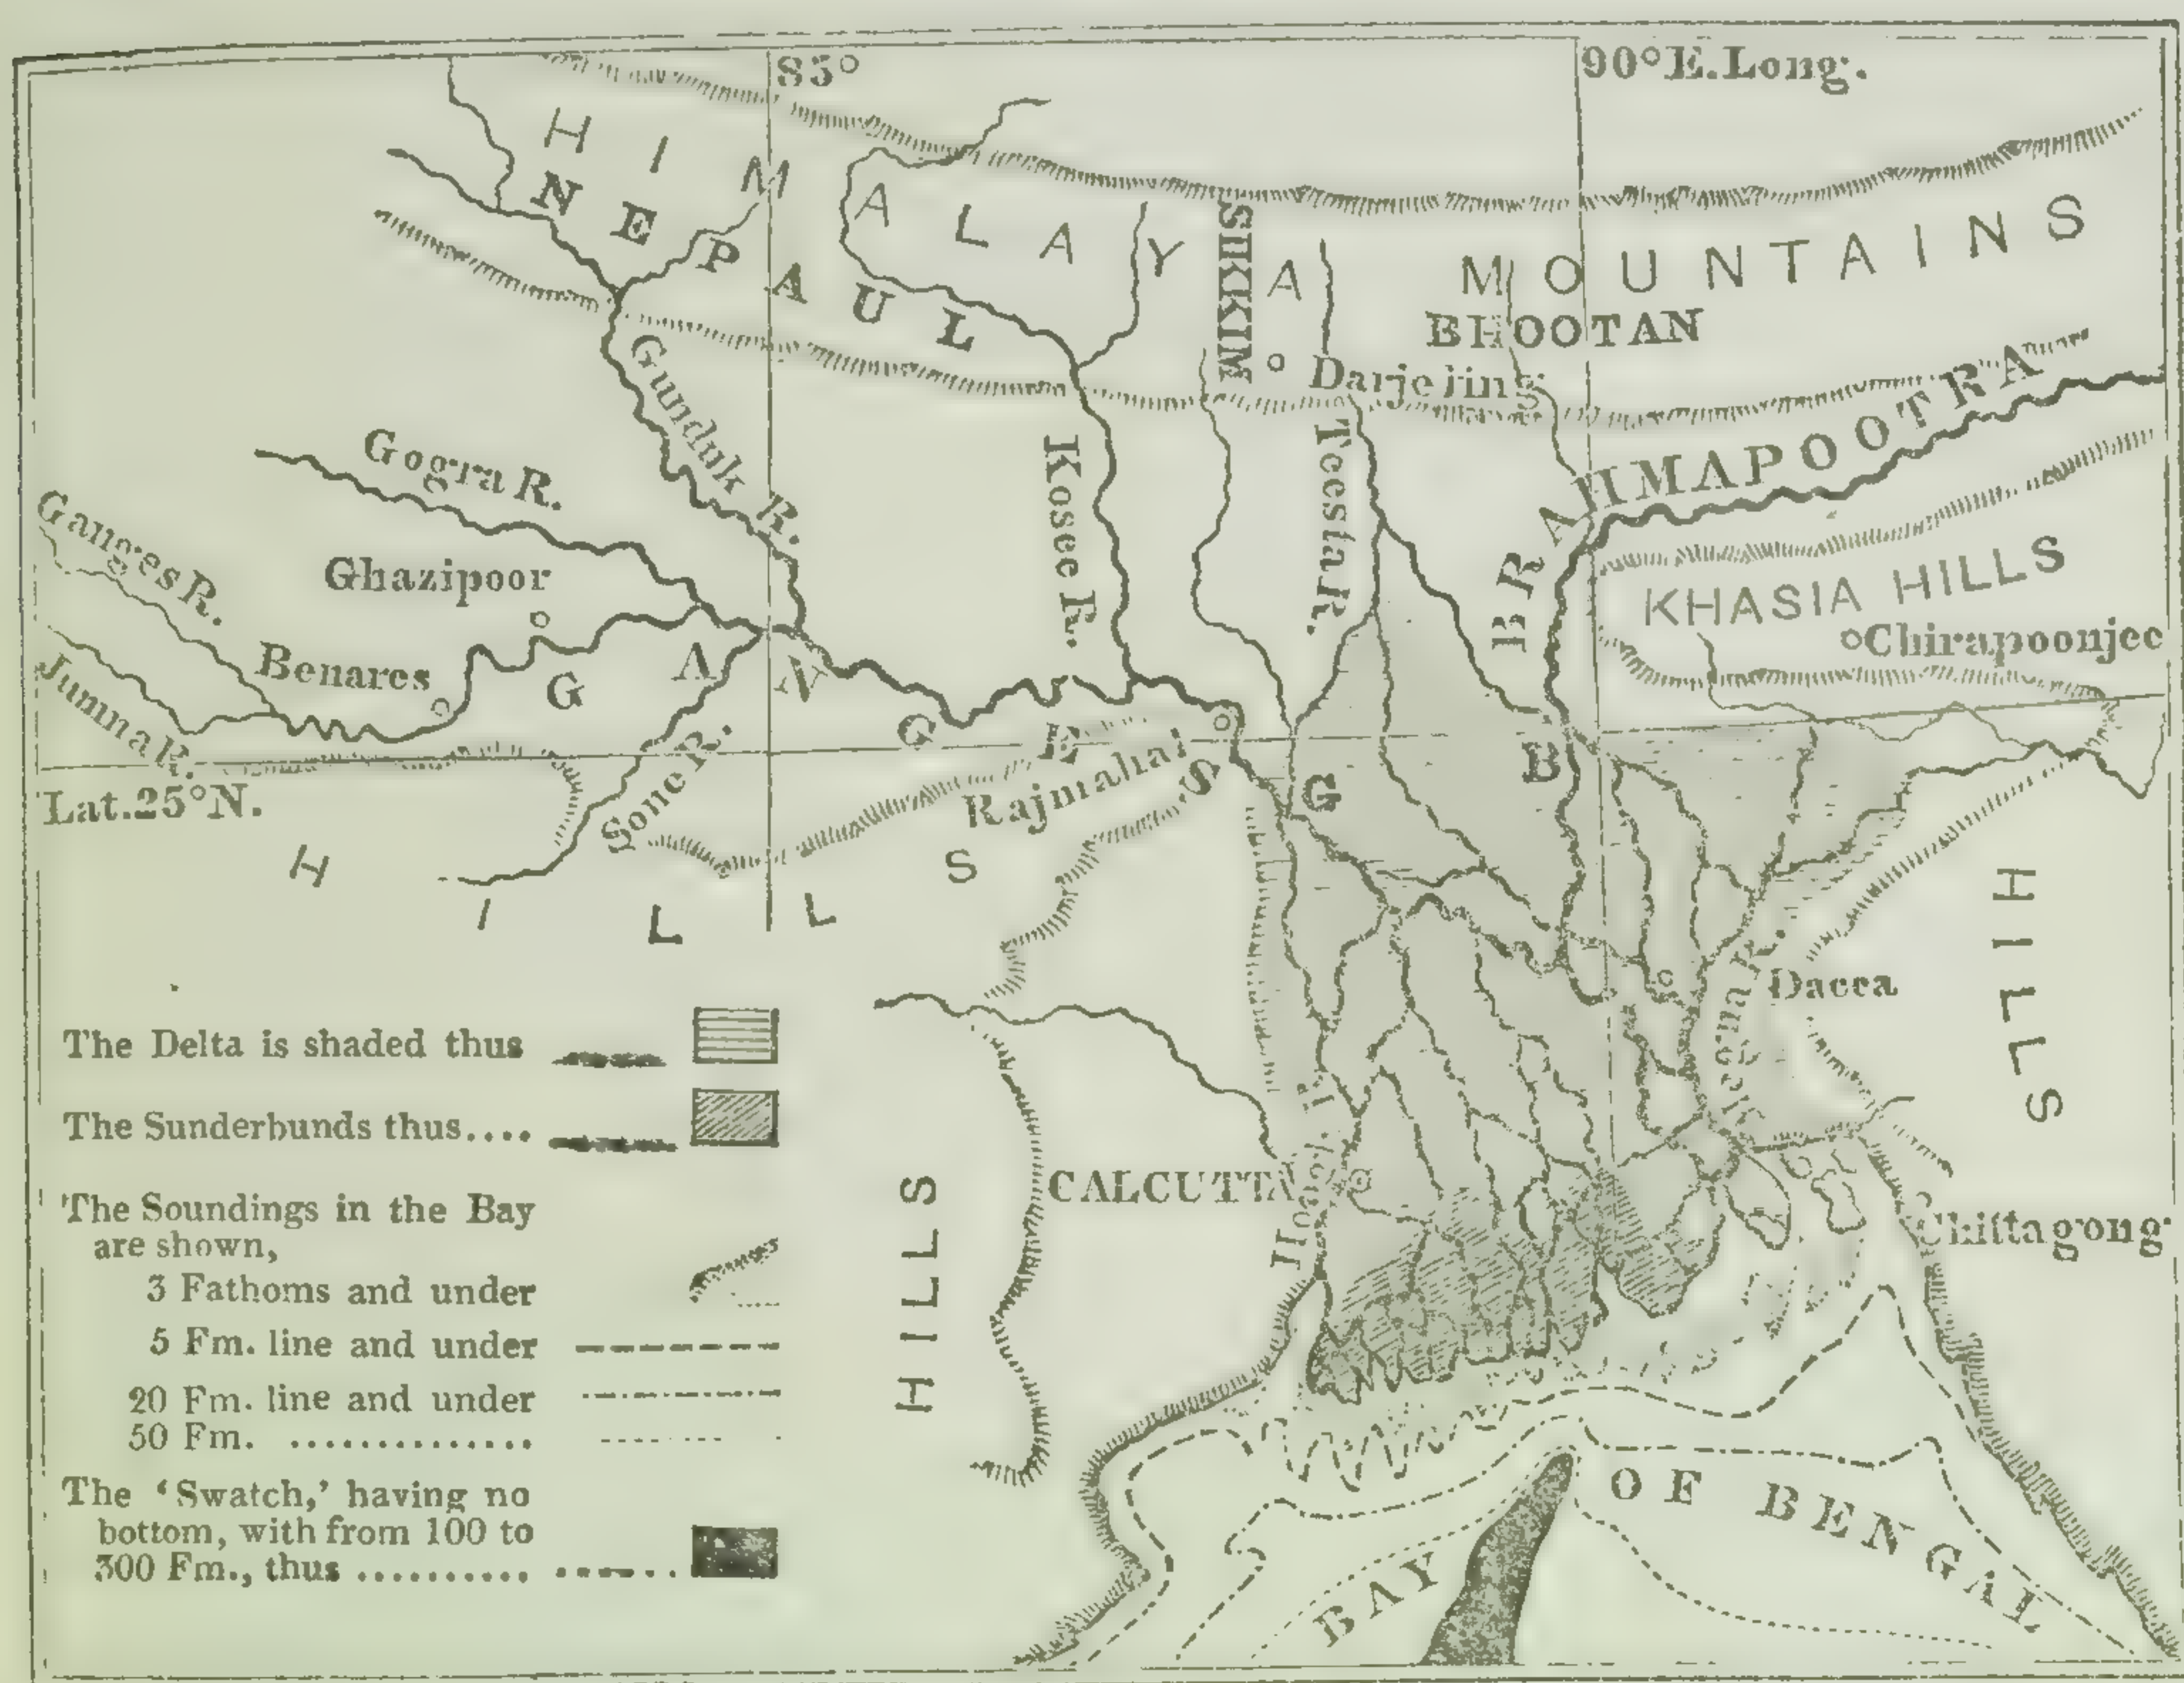 85°
90°E.Long.
HIMALAYA MOUNTAINS
NEPAUL
SIKKIM
BHOOTAN
Darjeling
Gunduk R.
Gogra R.
Kosee R.
Teesta R.
BRAHMAPOOTRA
Ganges R.
Ghazipoor
KHASIA HILLS
Chirapoonjee
Benares
Jumna R.
GANGES
Sone R.
Rajmahal
G
B
Lat.25°N.
HILLS
HILLS
Dacca
Megna R.
The Delta is shaded thus
The Sunderbunds thus....
The Soundings in the Bay
are shown,
3 Fathoms and under
5 Fm. line and under
20 Fm. line and under
50 Fm. ..............
The ‘Swatch,’ having no
bottom, with from 100 to
300 Fm., thus ..........
HILLS
CALCUTTA
Chittagong
BAY OF BENGAL